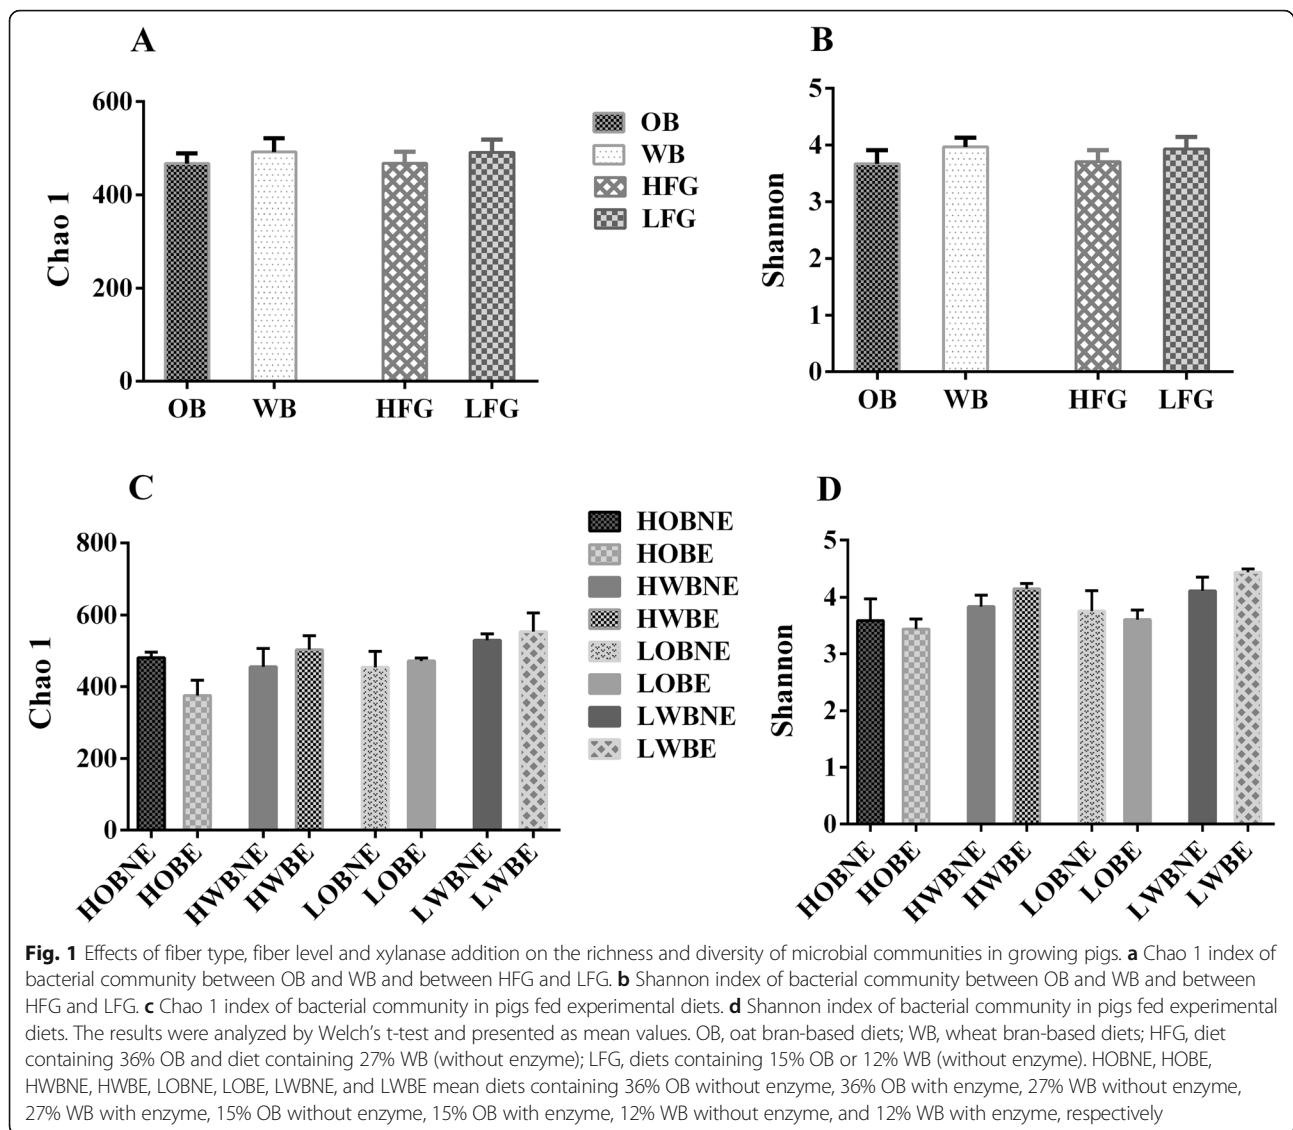 A
Chao 1
600
400
200
0
OB
WB
HFG
LFG
OB
WB
HFG
LFG
B
Shannon
5
4
3
2
1
0
OB
WB
HFG
LFG
C
Chao 1
800
600
400
200
0
HOBNE
HOBE
HWBNE
HWBE
LOBNE
LOBE
LWBNE
LWBE
HOBNE
HOBE
HWBNE
HWBE
LOBNE
LOBE
LWBNE
LWBE
D
Shannon
5
4
3
2
1
0
HOBNE
HOBE
HWBNE
HWBE
LOBNE
LOBE
LWBNE
LWBE
Fig. 1 Effects of fiber type, fiber level and xylanase addition on the richness and diversity of microbial communities in growing pigs. a Chao 1 index of
bacterial community between OB and WB and between HFG and LFG. b Shannon index of bacterial community between OB and WB and between
HFG and LFG. c Chao 1 index of bacterial community in pigs fed experimental diets. d Shannon index of bacterial community in pigs fed experimental
diets. The results were analyzed by Welch's t-test and presented as mean values. OB, oat bran-based diets; WB, wheat bran-based diets; HFG, diet
containing 36% OB and diet containing 27% WB (without enzyme); LFG, diets containing 15% OB or 12% WB (without enzyme). HOBNE, HOBE,
HWBNE, HWBE, LOBNE, LOBE, LWBNE, and LWBE mean diets containing 36% OB without enzyme, 36% OB with enzyme, 27% WB without enzyme,
27% WB with enzyme, 15% OB without enzyme, 15% OB with enzyme, 12% WB without enzyme, and 12% WB with enzyme, respectively